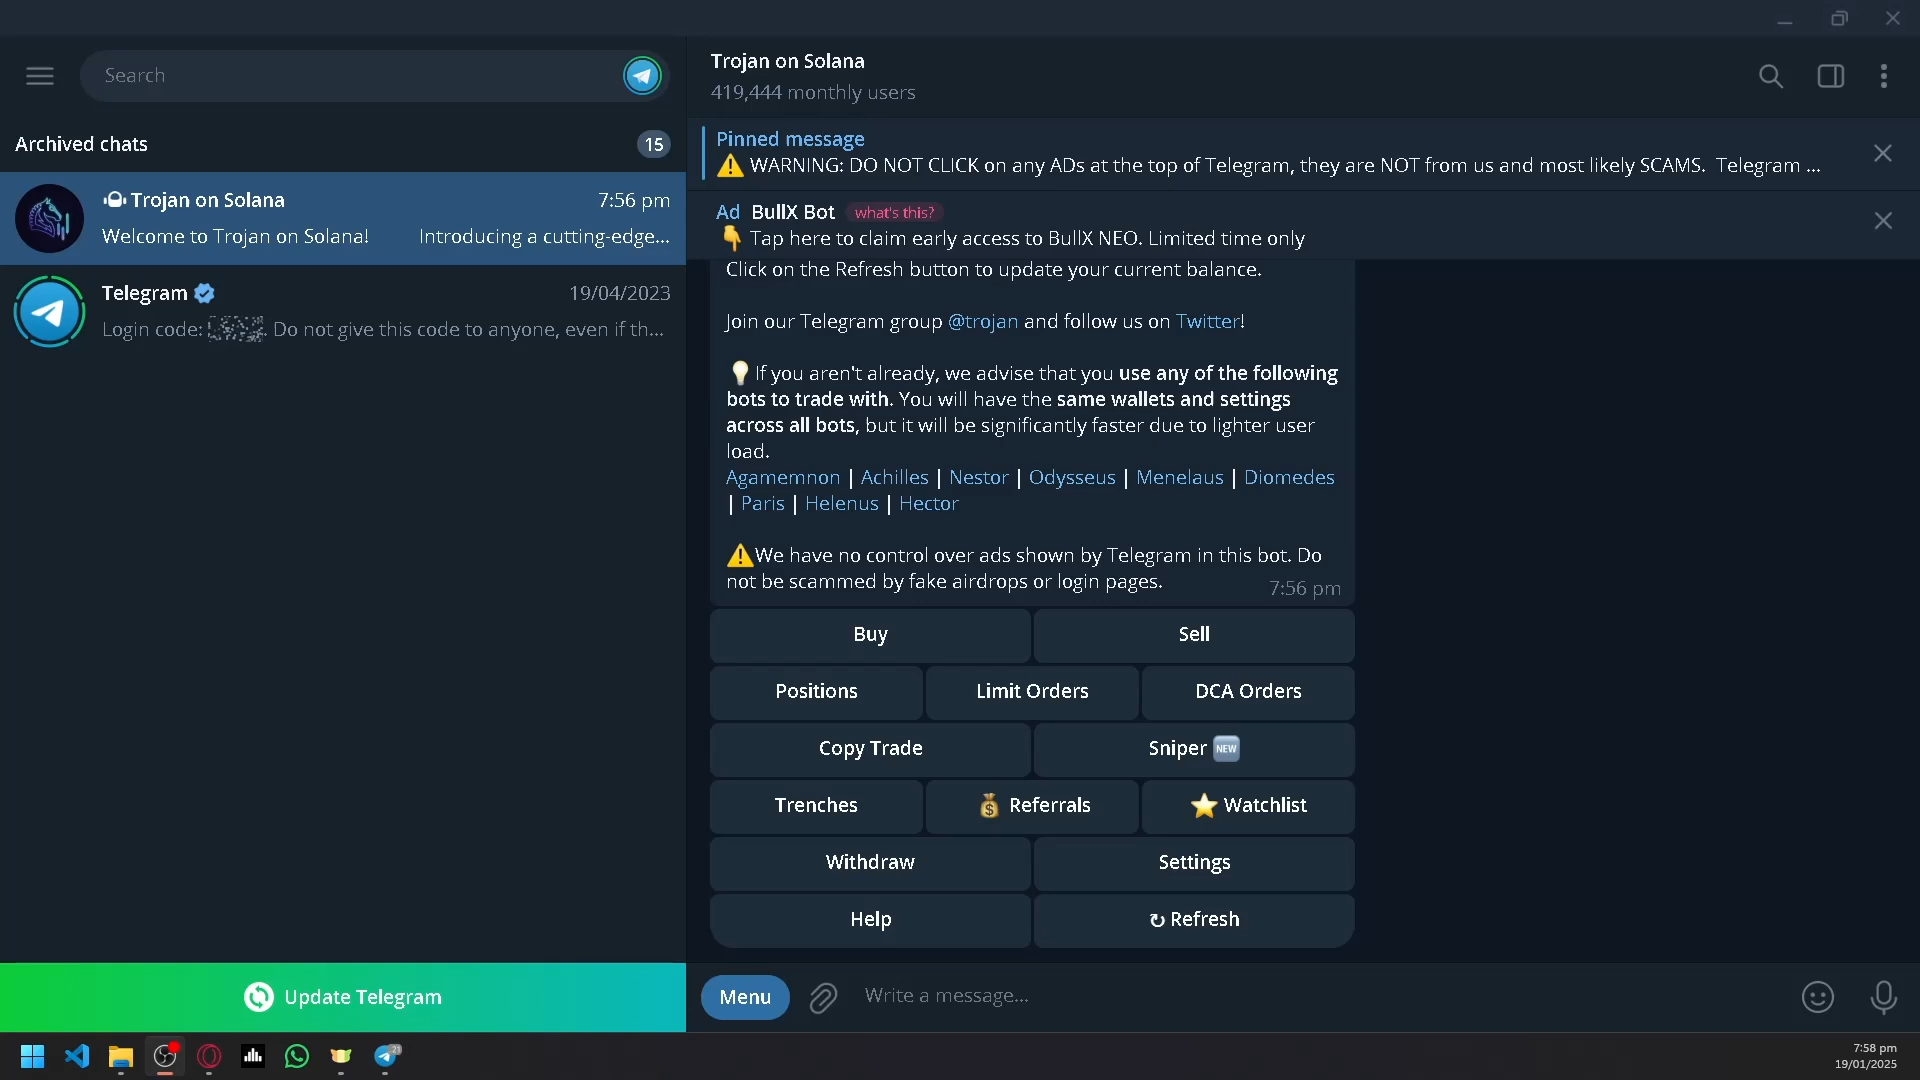 Search
Archived chats
15
Trojan on Solana
7:56 pm
Welcome to Trojan on Solana! Introducing a cutting-edge...
Telegram
19/04/2023
Login code: . Do not give this code to anyone, even if th...
Update Telegram
Trojan on Solana
419,444 monthly users
Pinned message
⚠️ WARNING: DO NOT CLICK on any ADs at the top of Telegram, they are NOT from us and most likely SCAMS. Telegram ...
Ad BullX Bot what's this?
👇 Tap here to claim early access to BullX NEO. Limited time only
Click on the Refresh button to update your current balance.
Join our Telegram group @trojan and follow us on Twitter!
💡If you aren't already, we advise that you use any of the following
bots to trade with. You will have the same wallets and settings
across all bots, but it will be significantly faster due to lighter user
load.
Agamemnon | Achilles | Nestor | Odysseus | Menelaus | Diomedes
| Paris | Helenus | Hector
⚠️We have no control over ads shown by Telegram in this bot. Do
not be scammed by fake airdrops or login pages.
7:56 pm
Buy
Sell
Positions
Limit Orders
DCA Orders
Copy Trade
Sniper 🆕
Trenches
💰 Referrals
⭐ Watchlist
Withdraw
Settings
Help
↻ Refresh
Menu
Write a message...
21
7:58 pm
19/01/2025